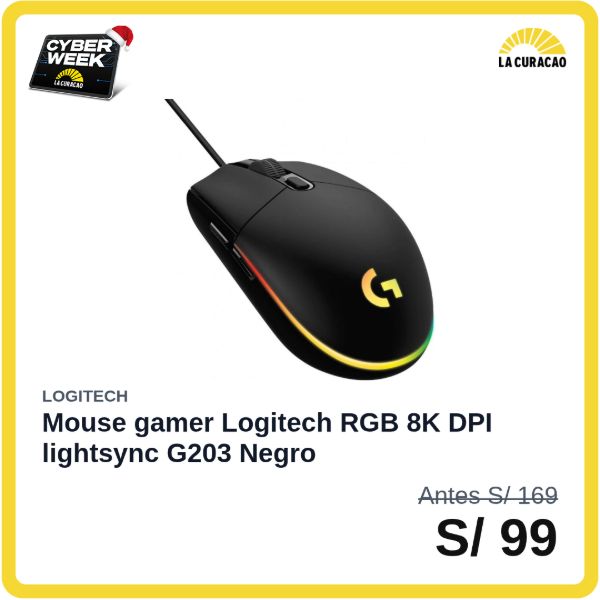 CYBER
WEEK
LA CURACAO
LA CURACAO
LOGITECH
Mouse gamer Logitech RGB 8K DPI
lightsync G203 Negro
Antes S/ 169
S/ 99